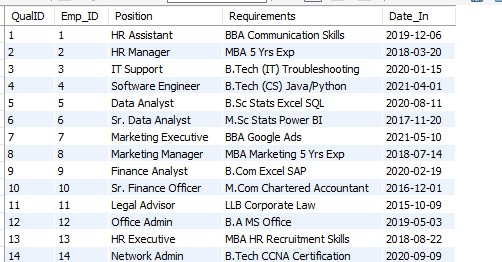 QualID Emp_ID Position Requirements Date_In
1 1 HR Assistant BBA Communication Skills 2019-12-06
2 2 HR Manager MBA 5 Yrs Exp 2018-03-20
3 3 IT Support B.Tech (IT) Troubleshooting 2020-01-15
4 4 Software Engineer B.Tech (CS) Java/Python 2021-04-01
5 5 Data Analyst B.Sc Stats Excel SQL 2020-08-11
6 6 Sr. Data Analyst M.Sc Stats Power BI 2017-11-20
7 7 Marketing Executive BBA Google Ads 2021-05-10
8 8 Marketing Manager MBA Marketing 5 Yrs Exp 2018-07-14
9 9 Finance Analyst B.Com Excel SAP 2020-02-19
10 10 Sr. Finance Officer M.Com Chartered Accountant 2016-12-01
11 11 Legal Advisor LLB Corporate Law 2015-10-09
12 12 Office Admin B.A MS Office 2019-05-03
13 13 HR Executive MBA HR Recruitment Skills 2018-08-22
14 14 Network Admin B.Tech CCNA Certification 2020-09-09